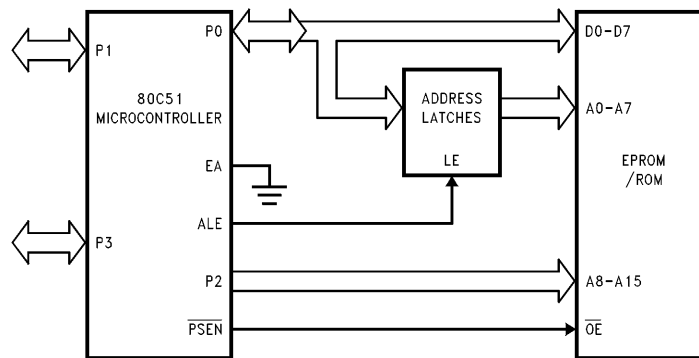 P0
D0-D7
P1
80C51
MICROCONTROLLER
ADDRESS
LATCHES
A0-A7
LE
EA
EPROM
/ROM
ALE
P3
P2
A8-A15
PSEN
OE